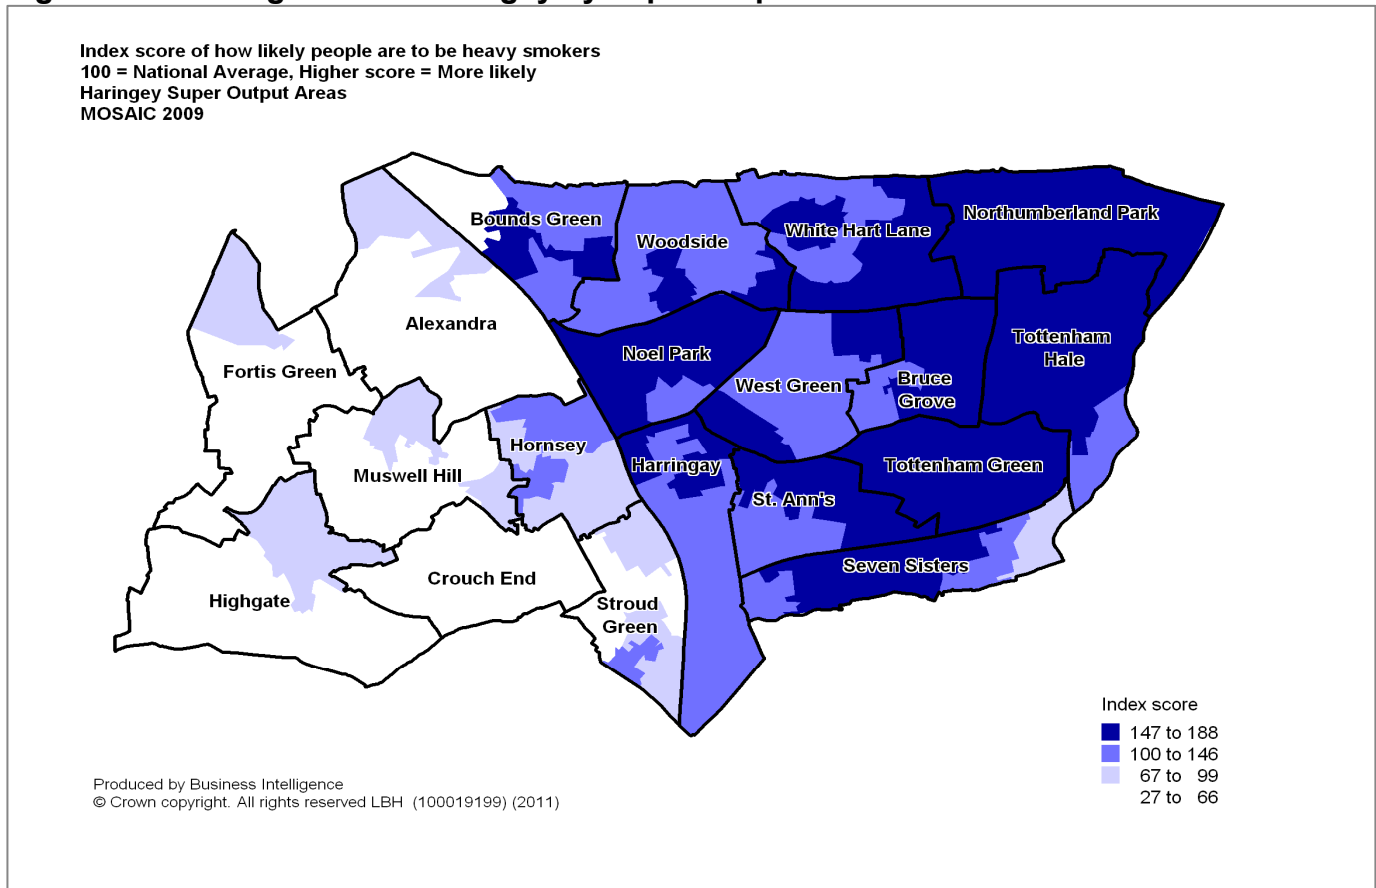 Index score of how likely people are to be heavy smokers
100 = National Average, Higher score = More likely
Haringey Super Output Areas
MOSAIC 2009
Bounds Green
Woodside
White Hart Lane
Northumberland Park
Alexandra
Noel Park
Tottenham
Hale
Fortis Green
West Green
Bruce
Grove
Hornsey
Muswell Hill
Harringay
Tottenham Green
St. Ann's
Crouch End
Seven Sisters
Highgate
Stroud
Green
Index score
147 to 188
100 to 146
67 to 99
27 to 66
Produced by Business Intelligence
© Crown copyright. All rights reserved LBH (100019199) (2011)